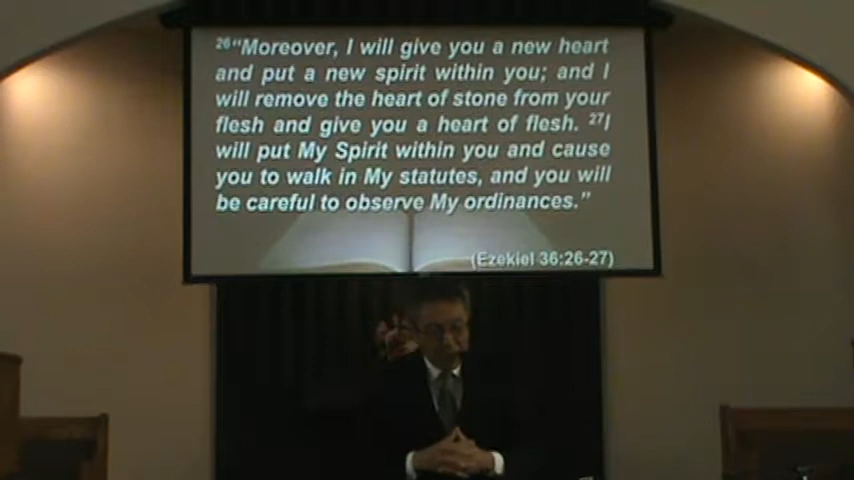 26“Moreover, I will give you a new heart
and put a new spirit within you; and I
will remove the heart of stone from your
flesh and give you a heart of flesh. 27I
will put My Spirit within you and cause
you to walk in My statutes, and you will
be careful to observe My ordinances.”
(Ezekiel 36:26-27)